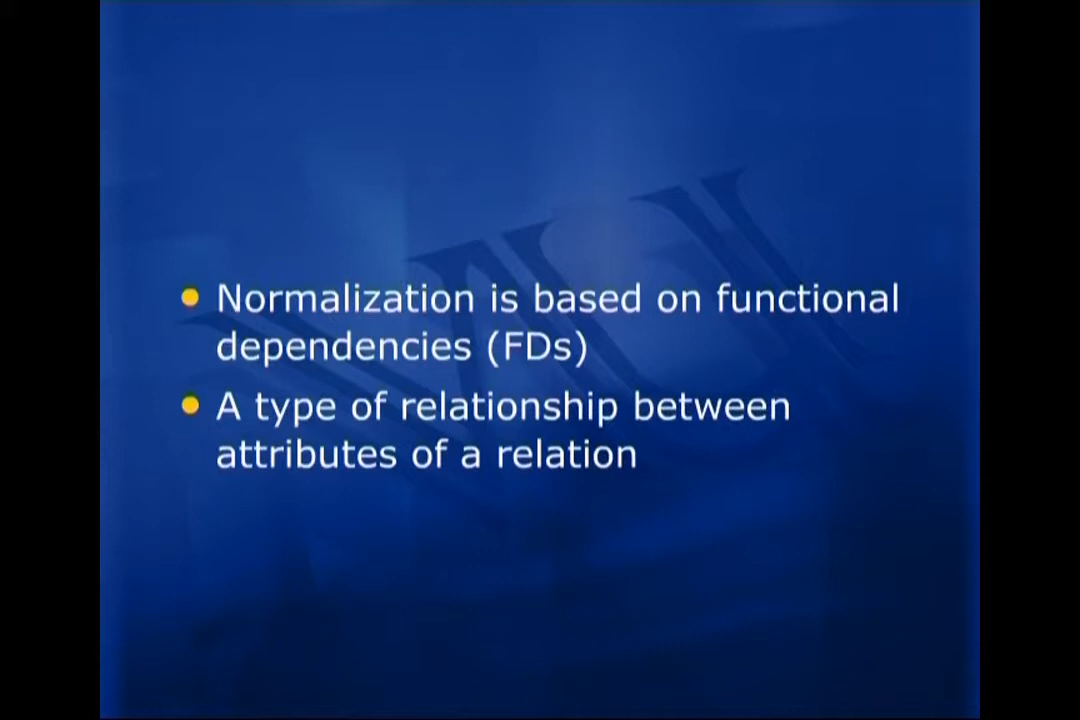 Normalization is based on functional
dependencies (FDs)
A type of relationship between
attributes of a relation